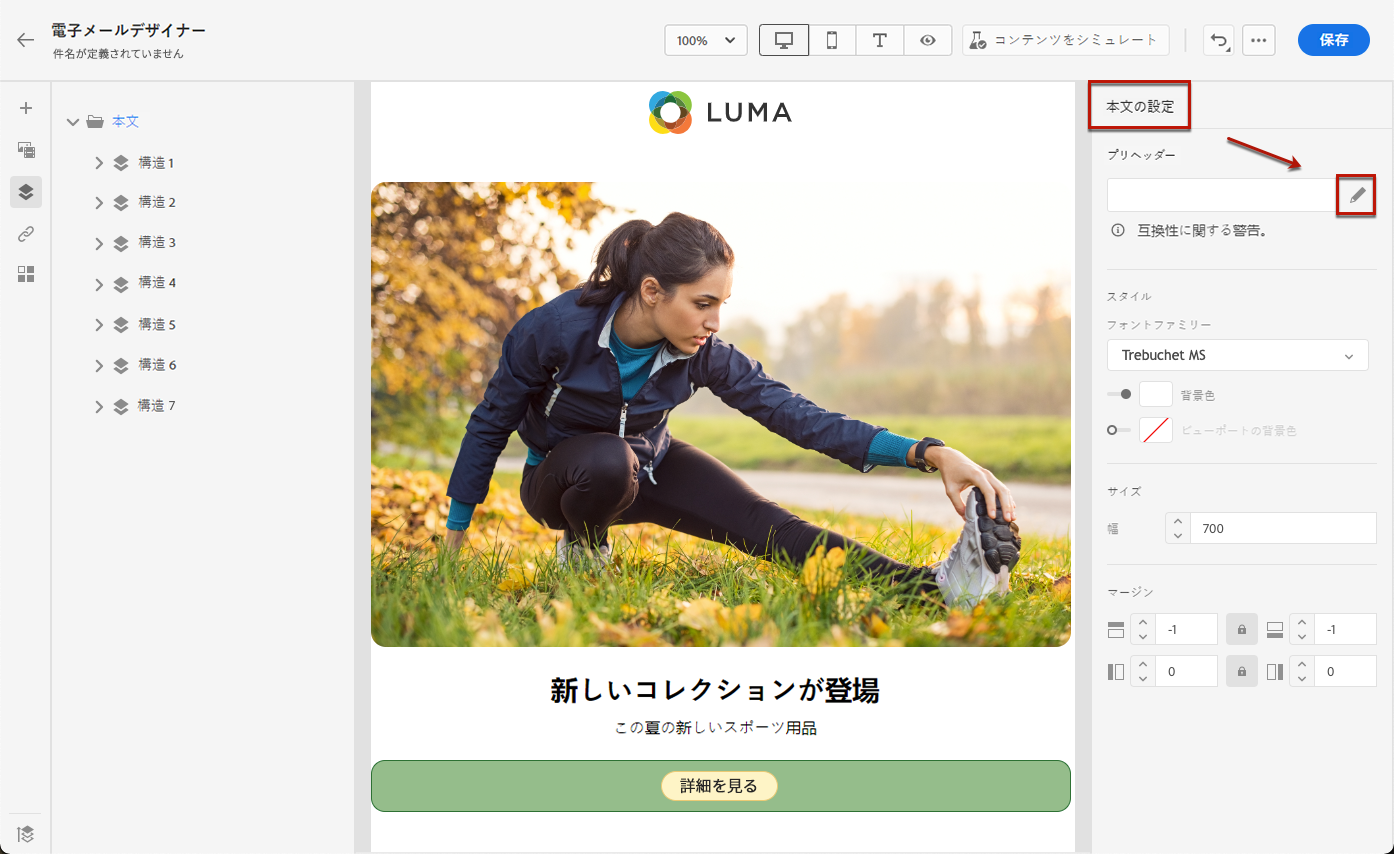 電子メールデザイナー
件名が定義されていません
100%
コンテンツをシミュレート
保存
本文
構造 1
構造 2
構造 3
構造 4
構造 5
構造 6
構造 7
LUMA
新しいコレクションが登場
この夏の新しいスポーツ用品
詳細を見る
本文の設定
プリヘッダー
互換性に関する警告。
スタイル
フォントファミリー
Trebuchet MS
背景色
ビューポートの背景色
サイズ
幅
700
マージン
-1
-1
0
0